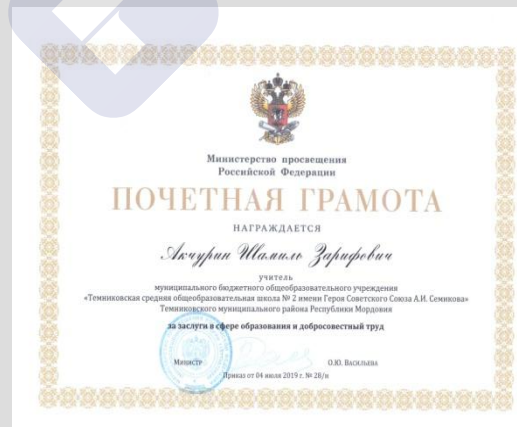 Министерство просвещения
Российской Федерации
ПОЧЕТНАЯ ГРАМОТА
НАГРАЖДАЕТСЯ
Акчурин Шамиль Зарифович
учитель
муниципального бюджетного общеобразовательного учреждения
«Темниковская средняя общеобразовательная школа № 2 имени Героя Советского Союза А.И. Семикова»
Темниковского муниципального района Республики Мордовия
за заслуги в сфере образования и добросовестный труд
Министр О.Ю. Васильева
Приказ от 04 июля 2019 г. № 28/н